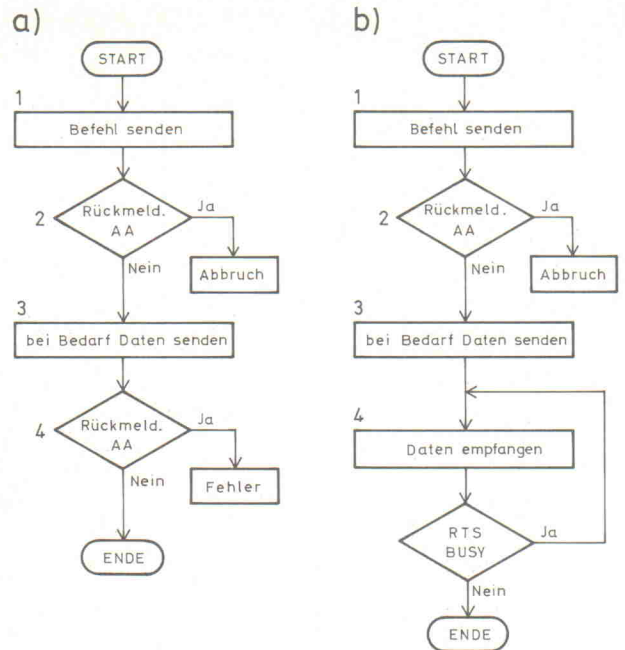 a)
START
1
Befehl senden
2
Rückmeld.
AA
Ja
Nein
Abbruch
3
bei Bedarf Daten senden
4
Rückmeld.
AA
Ja
Nein
Fehler
ENDE
b)
START
1
Befehl senden
2
Rückmeld.
AA
Ja
Nein
Abbruch
3
bei Bedarf Daten senden
4
Daten empfangen
RTS
BUSY
Ja
Nein
ENDE